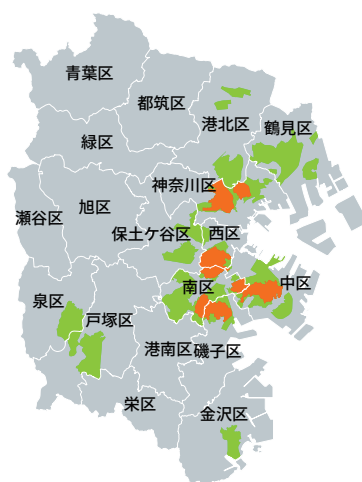 青葉区
都筑区
港北区
鶴見区
緑区
神奈川区
旭区
瀬谷区
保土ケ谷区
西区
中区
南区
泉区
戸塚区
港南区
磯子区
栄区
金沢区